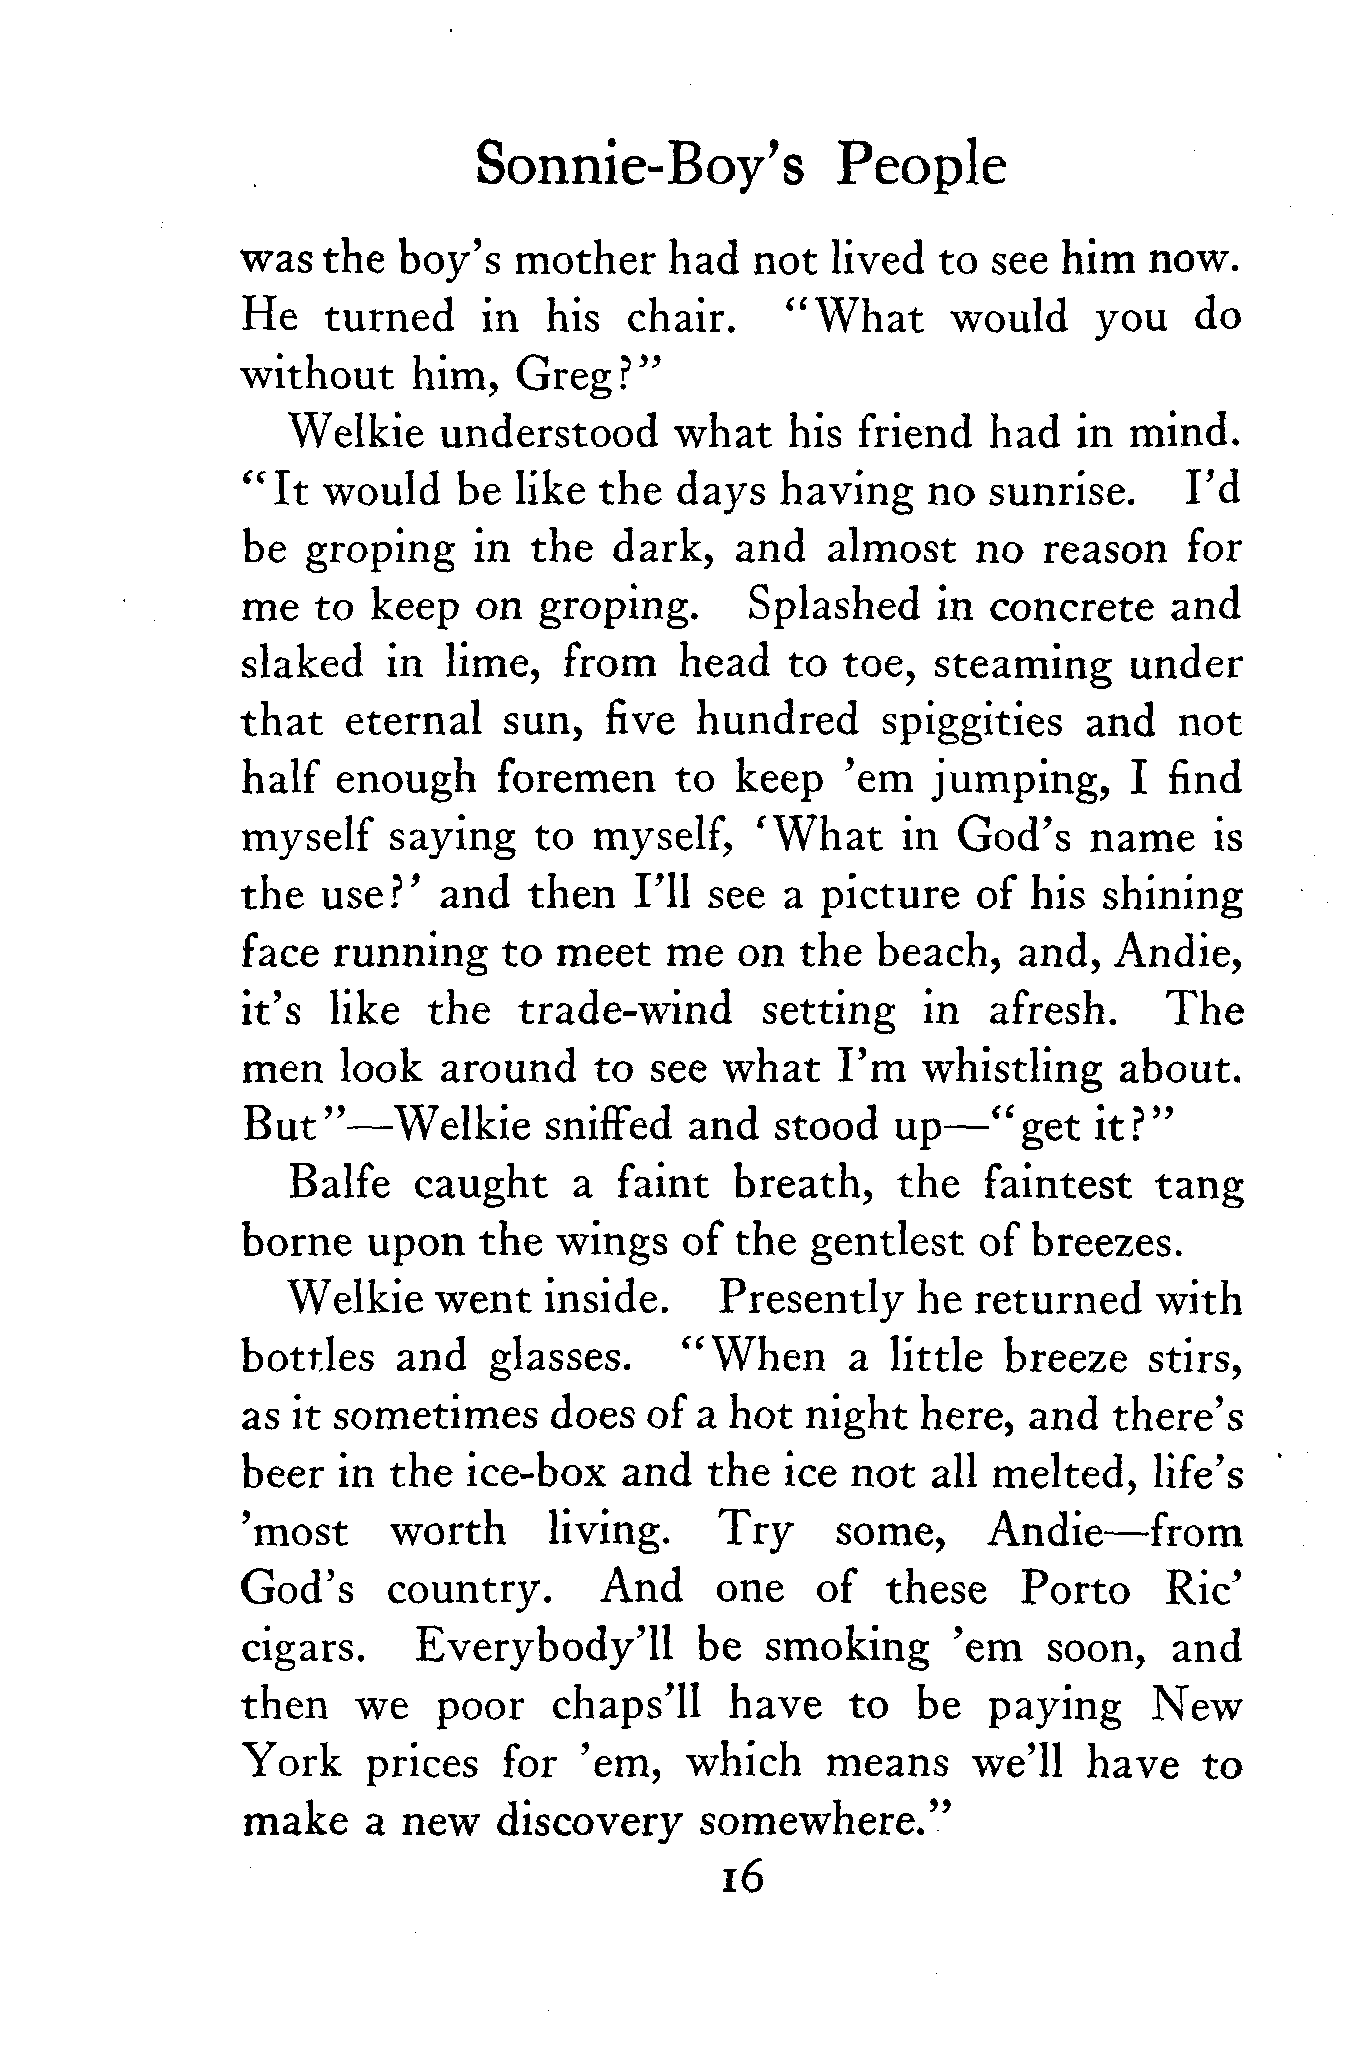 Sonnie-Boy's People
was the boy's mother had not lived to see him now.
He turned in his chair. "What would you do
without him, Greg?"
Welkie understood what his friend had in mind.
"It would be like the days having no sunrise. I'd
be groping in the dark, and almost no reason for
me to keep on groping. Splashed in concrete and
slaked in lime, from head to toe, steaming under
that eternal sun, five hundred spiggities and not
half enough foremen to keep 'em jumping, I find
myself saying to myself, 'What in God's name is
the use?' and then I'll see a picture of his shining
face running to meet me on the beach, and, Andie,
it's like the trade-wind setting in afresh. The
men look around to see what I'm whistling about.
But"—Welkie sniffed and stood up—"get it?"
Balfe caught a faint breath, the faintest tang
borne upon the wings of the gentlest of breezes.
Welkie went inside. Presently he returned with
bottles and glasses. "When a little breeze stirs,
as it sometimes does of a hot night here, and there's
beer in the ice-box and the ice not all melted, life's
'most worth living. Try some, Andie—from
God's country. And one of these Porto Ric'
cigars. Everybody'll be smoking 'em soon, and
then we poor chaps'll have to be paying New
York prices for 'em, which means we'll have to
make a new discovery somewhere."
16